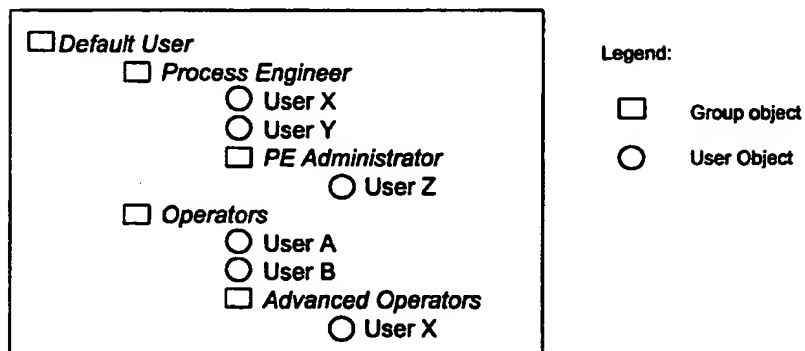 Default User
Process Engineer
User X
User Y
PE Administrator
User Z
Operators
User A
User B
Advanced Operators
User X
Legend:
Group object
User Object